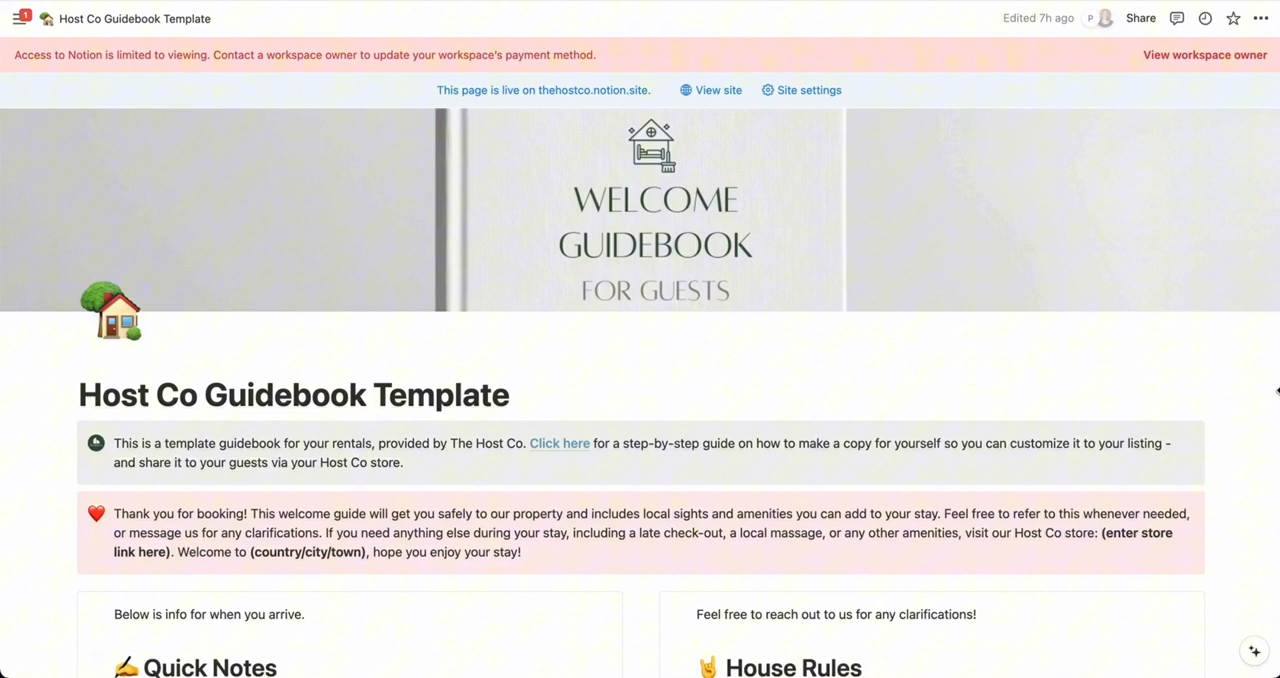 1
Host Co Guidebook Template
Edited 7h ago
P
Share
Access to Notion is limited to viewing. Contact a workspace owner to update your workspace's payment method.
View workspace owner
This page is live on thehostco.notion.site.
View site
Site settings
WELCOME
GUIDEBOOK
FOR GUESTS
Host Co Guidebook Template
This is a template guidebook for your rentals, provided by The Host Co. Click here for a step-by-step guide on how to make a copy for yourself so you can customize it to your listing -
and share it to your guests via your Host Co store.
Thank you for booking! This welcome guide will get you safely to our property and includes local sights and amenities you can add to your stay. Feel free to refer to this whenever needed,
or message us for any clarifications. If you need anything else during your stay, including a late check-out, a local massage, or any other amenities, visit our Host Co store: (enter store
link here). Welcome to (country/city/town), hope you enjoy your stay!
Below is info for when you arrive.
Quick Notes
Feel free to reach out to us for any clarifications!
House Rules